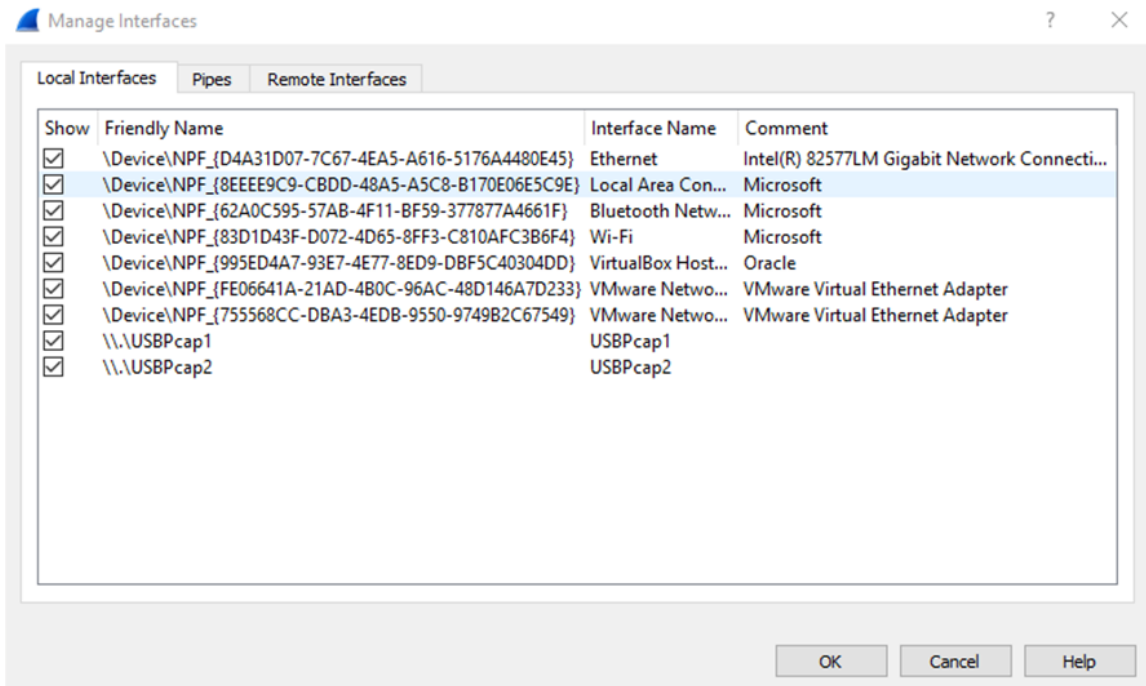 Manage Interfaces ?
Local Interfaces Pipes Remote Interfaces
Show Friendly Name Interface Name Comment
\Device\NPF_{D4A31D07-7C67-4EA5-A616-5176A4480E45} Ethernet Intel(R) 82577LM Gigabit Network Connecti...
\Device\NPF_{8EEEE9C9-CBDD-48A5-A5C8-B170E06E5C9E} Local Area Con... Microsoft
\Device\NPF_{62A0C595-57AB-4F11-BF59-377877A4661F} Bluetooth Netw... Microsoft
\Device\NPF_{83D1D43F-D072-4D65-8FF3-C810AFC3B6F4} Wi-Fi Microsoft
\Device\NPF_{995ED4A7-93E7-4E77-8ED9-DBF5C40304DD} VirtualBox Host... Oracle
\Device\NPF_{FE06641A-21AD-4B0C-96AC-48D146A7D233} VMware Netwo... VMware Virtual Ethernet Adapter
\Device\NPF_{755568CC-DBA3-4EDB-9550-9749B2C67549} VMware Netwo... VMware Virtual Ethernet Adapter
\\.\USBPcap1 USBPcap1
\\.\USBPcap2 USBPcap2
OK Cancel Help